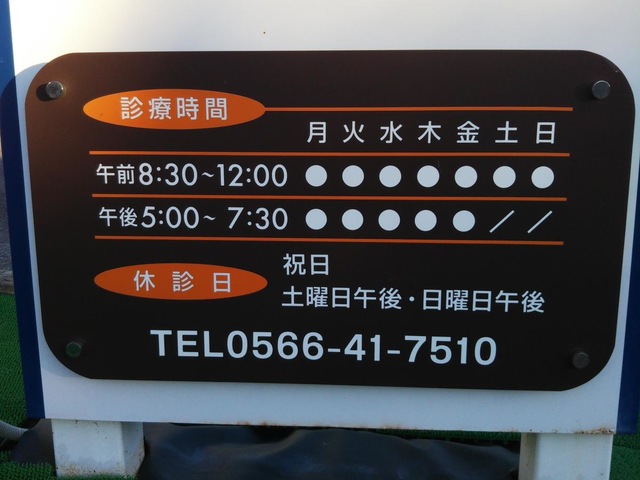 診療時間
月 火 水 木 金 土 日
午前 8:30~12:00 ● ● ● ● ● ● ●
午後 5:00~ 7:30 ● ● ● ● ● / /
休診日 祝日
土曜日午後・日曜日午後
TEL0566-41-7510